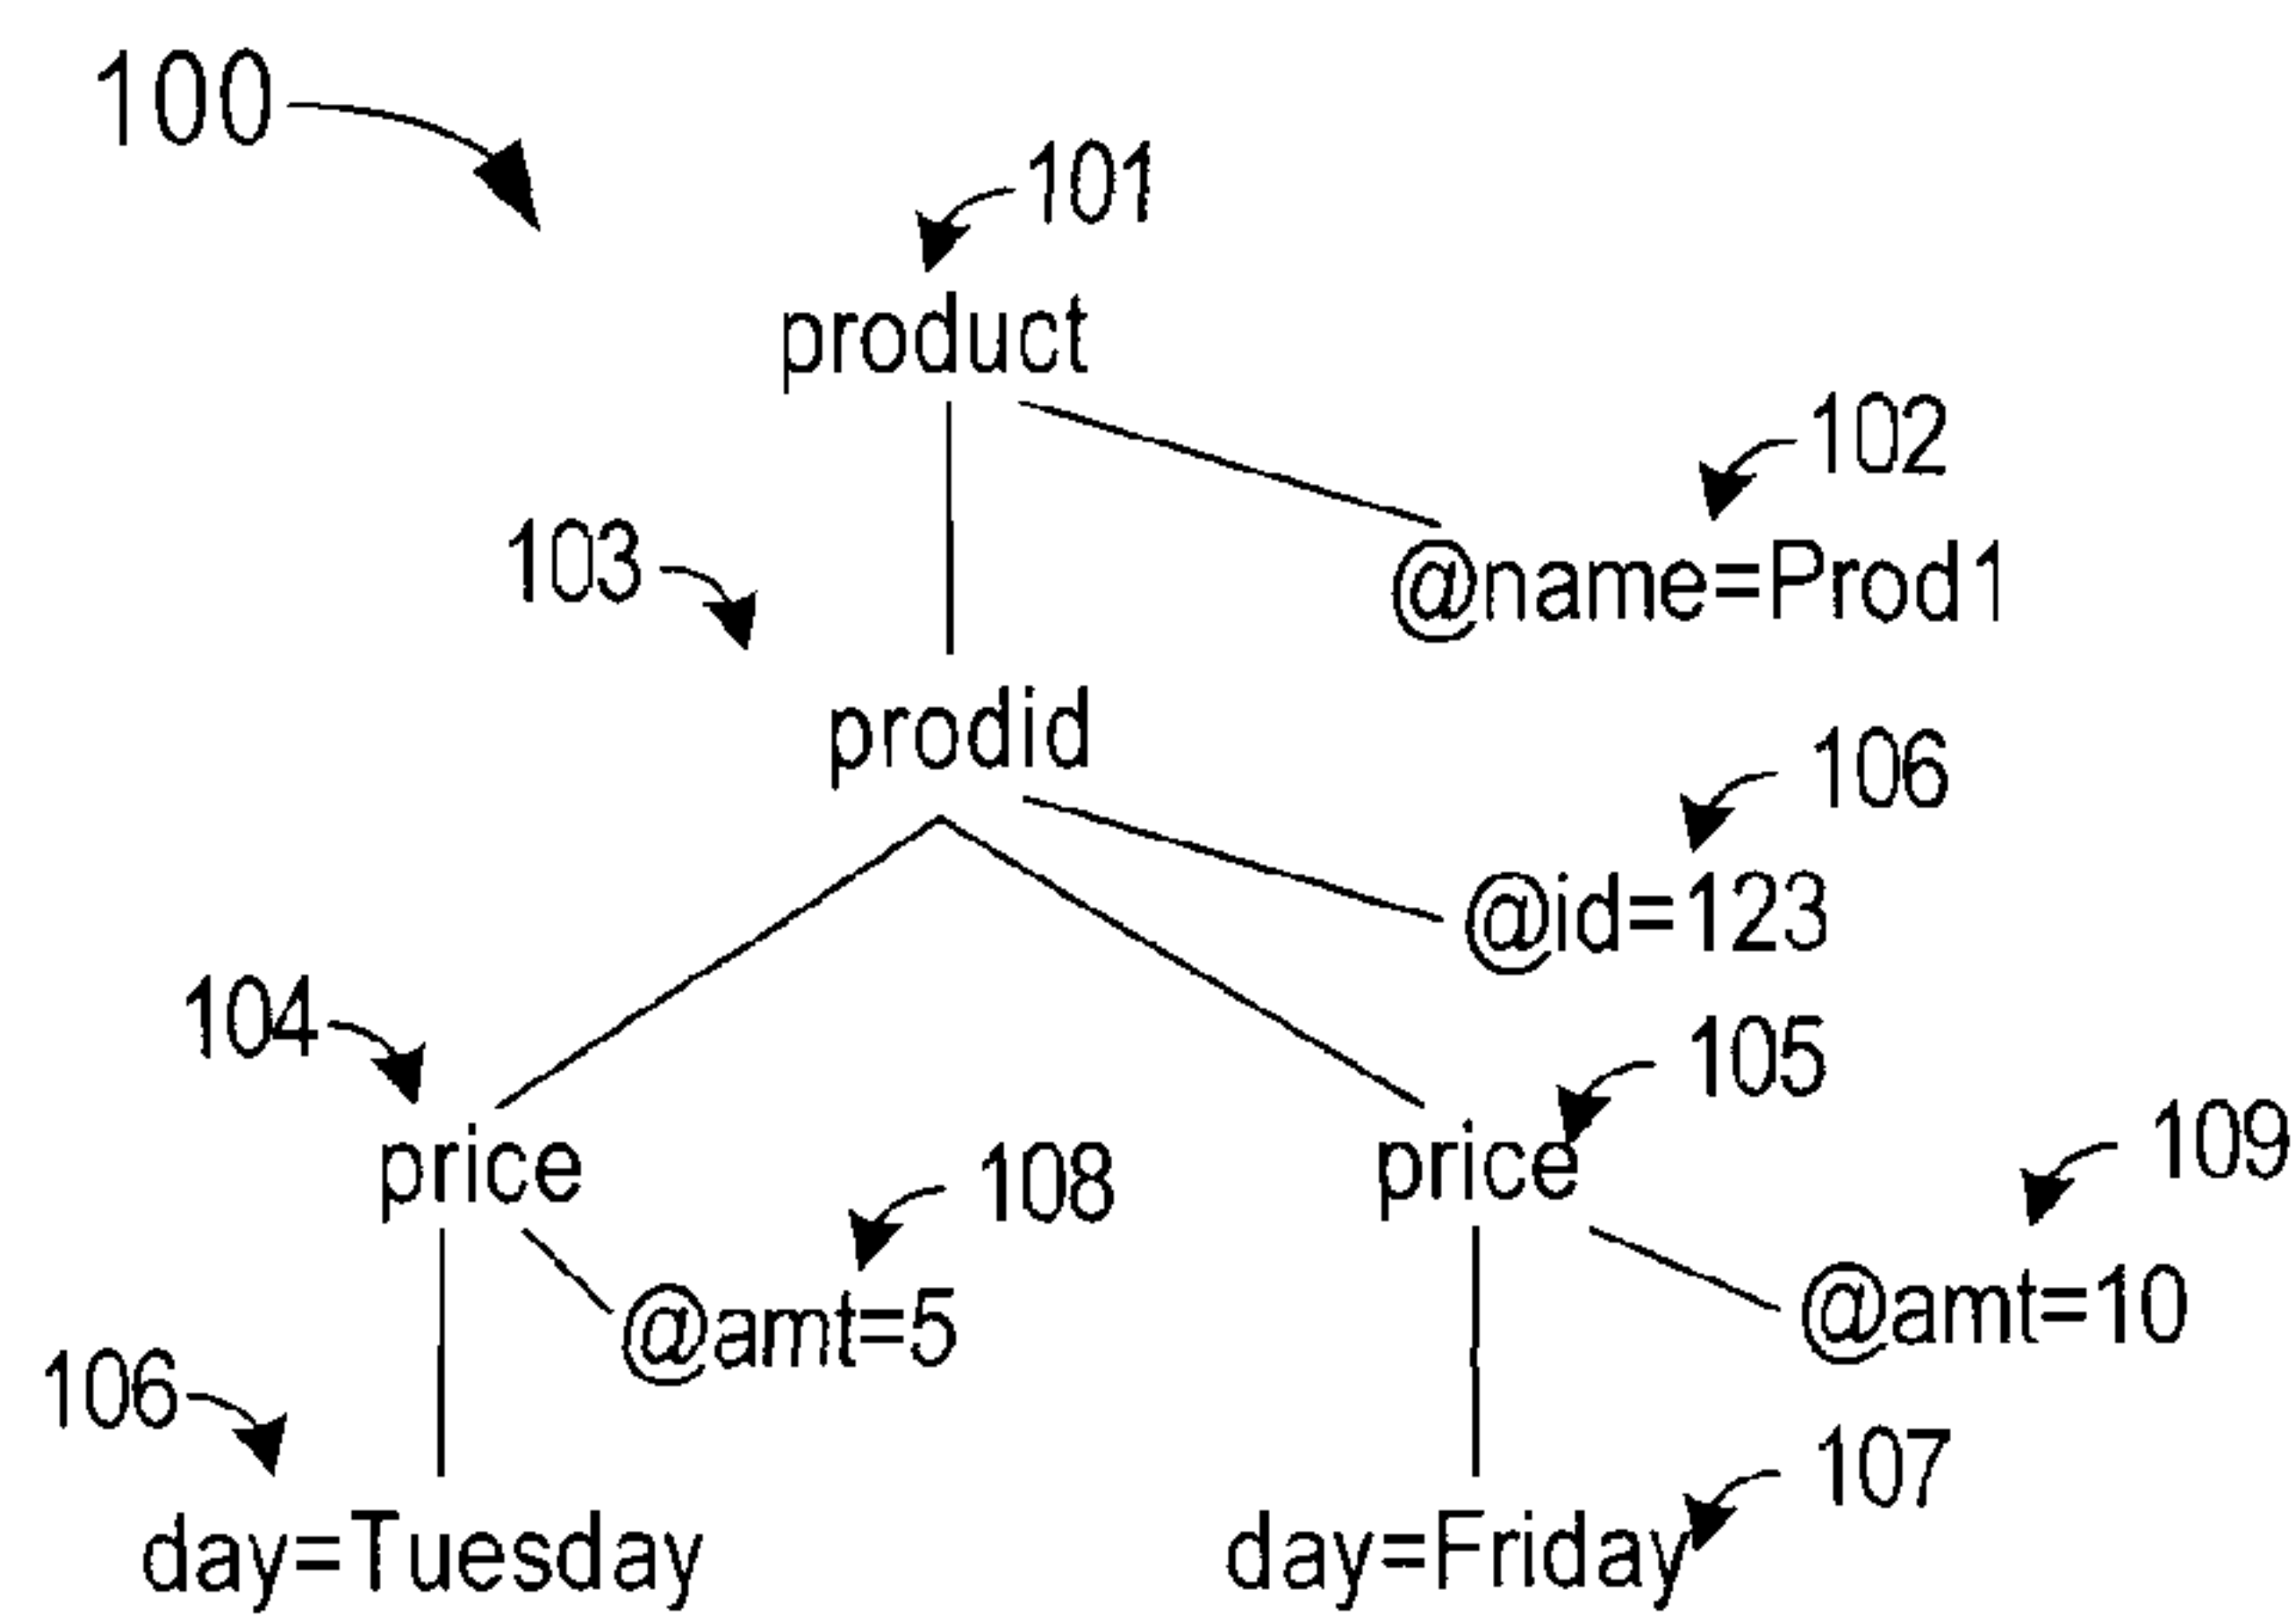 100
101
product
102
103
@name=Prod1
prodid
106
@id=123
104
105
price
108
price
109
@amt=5
@amt=10
106
107
day=Tuesday
day=Friday